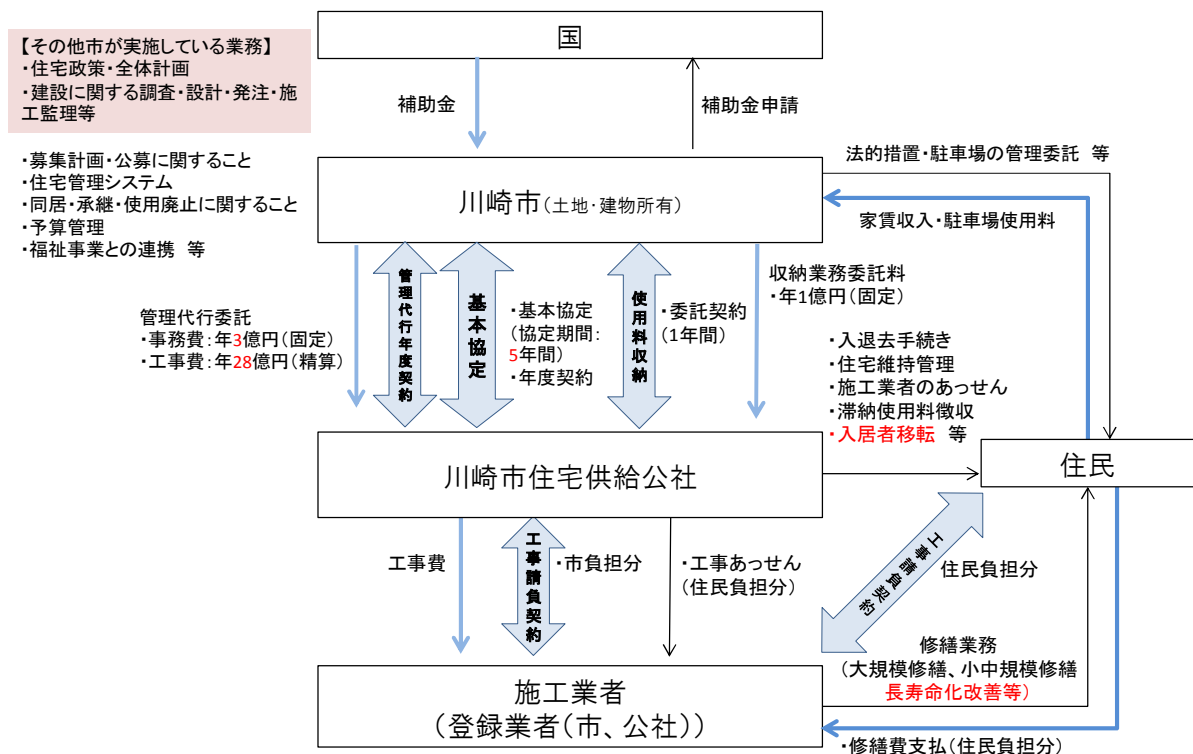 国
【その他市が実施している業務】
・住宅政策・全体計画
・建設に関する調査・設計・発注・施
工監理等
補助金
補助金申請
・募集計画・公募に関すること
・住宅管理システム
・同居・承継・使用廃止に関すること
・予算管理
・福祉事業との連携 等
川崎市(土地・建物所有)
法的措置・駐車場の管理委託 等
家賃収入・駐車場使用料
管理代行委託
・事務費:年3億円(固定)
・工事費:年28億円(精算)
管理代行年度契約
基本協定
・基本協定
(協定期間:
5年間)
・年度契約
使用料収納
・委託契約
(1年間)
収納業務委託料
・年1億円(固定)
・入退去手続き
・住宅維持管理
・施工業者のあっせん
・滞納使用料徴収
・入居者移転 等
川崎市住宅供給公社
住民
工事費
工事請負契約
・市負担分
・工事あっせん
(住民負担分)
工事請負契約
住民負担分
施工業者
(登録業者(市、公社))
修繕業務
(大規模修繕、小中規模修繕
長寿命化改善等)
・修繕費支払(住民負担分)